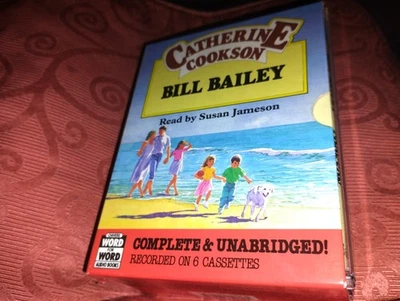 CATHERINE
COOKSON
BILL BAILEY
Read by Susan Jameson
CHIVERS
WORD
FOR
WORD
AUDIO BOOKS
COMPLETE & UNABRIDGED!
RECORDED ON 6 CASSETTES